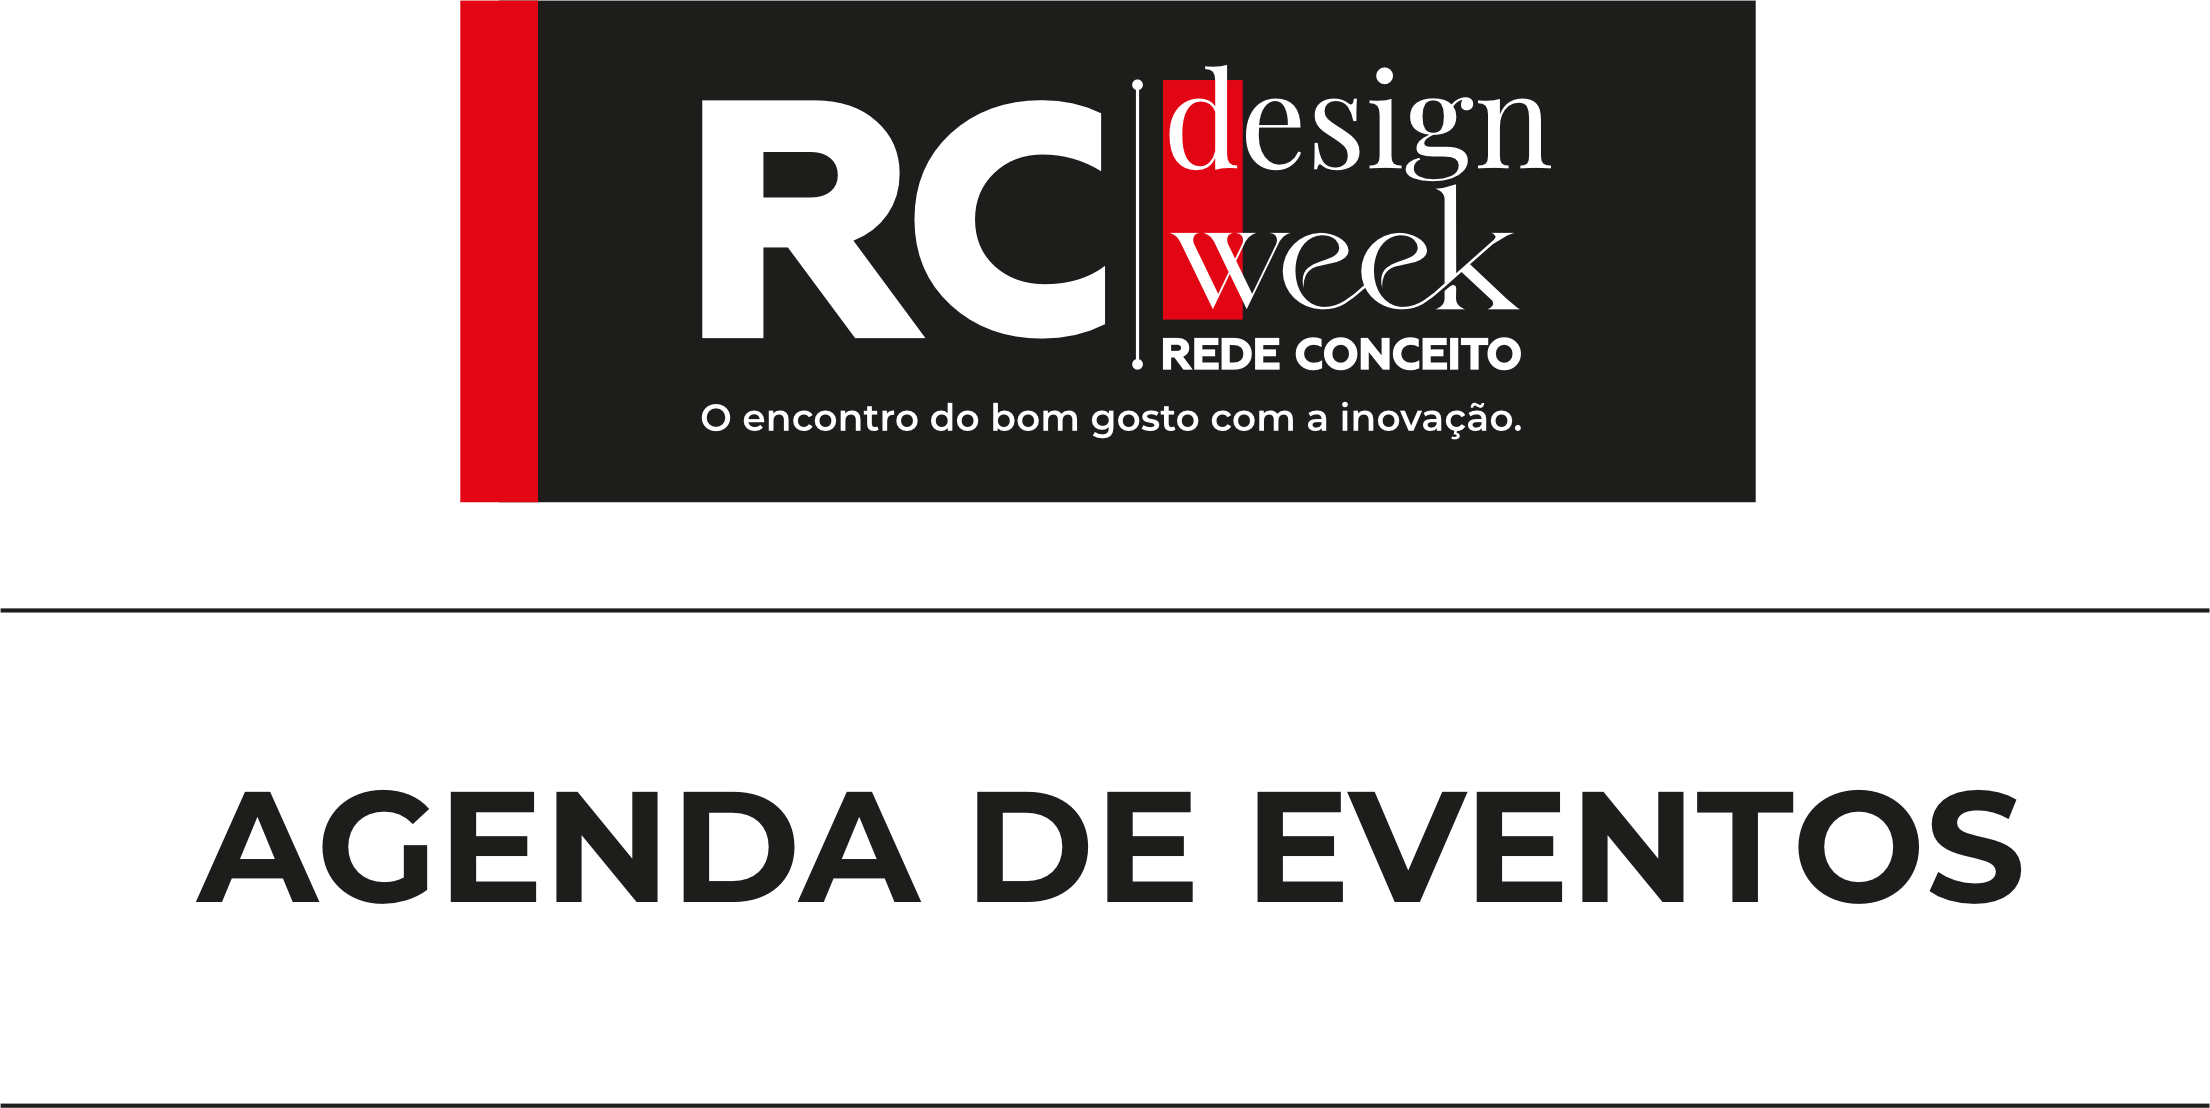 RC
design
week
REDE CONCEITO
O encontro do bom gosto com a inovação.
AGENDA DE EVENTOS